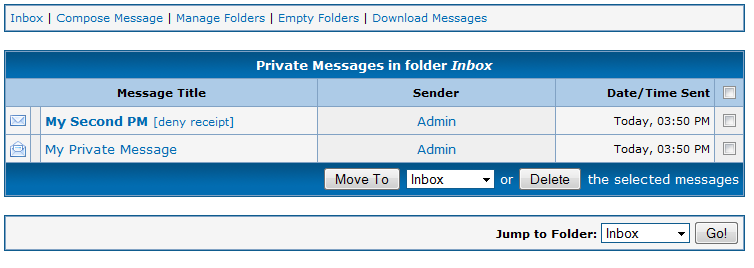 Inbox | Compose Message | Manage Folders | Empty Folders | Download Messages
Private Messages in folder Inbox
Message Title Sender Date/Time Sent
My Second PM [deny receipt] Admin Today, 03:50 PM
My Private Message Admin Today, 03:50 PM
Move To Inbox or Delete the selected messages
Jump to Folder: Inbox Go!